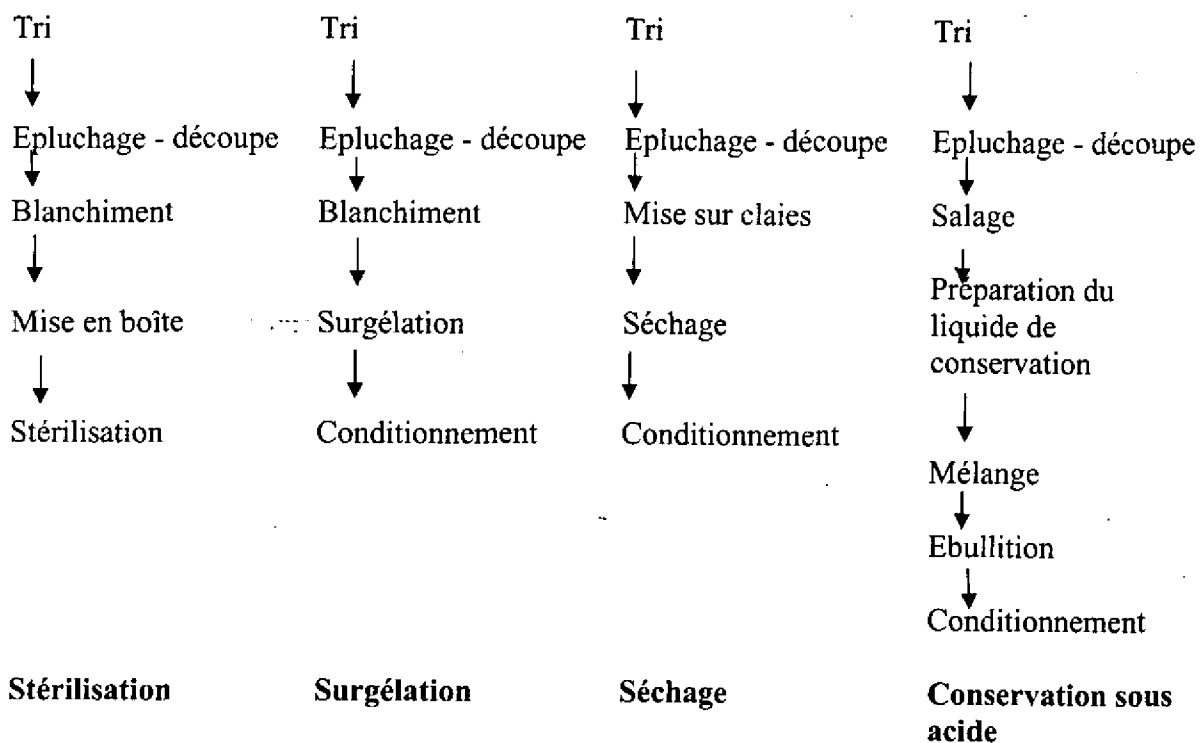 Tri
Epluchage - découpe
Blanchiment
Mise en boîte
Stérilisation
Stérilisation
Tri
Epluchage - découpe
Blanchiment
Surgélation
Conditionnement
Surgélation
Tri
Epluchage - découpe
Mise sur claies
Séchage
Conditionnement
Séchage
Tri
Epluchage - découpe
Salage
Préparation du
liquide de
conservation
Mélange
Ebullition
Conditionnement
Conservation sous
acide